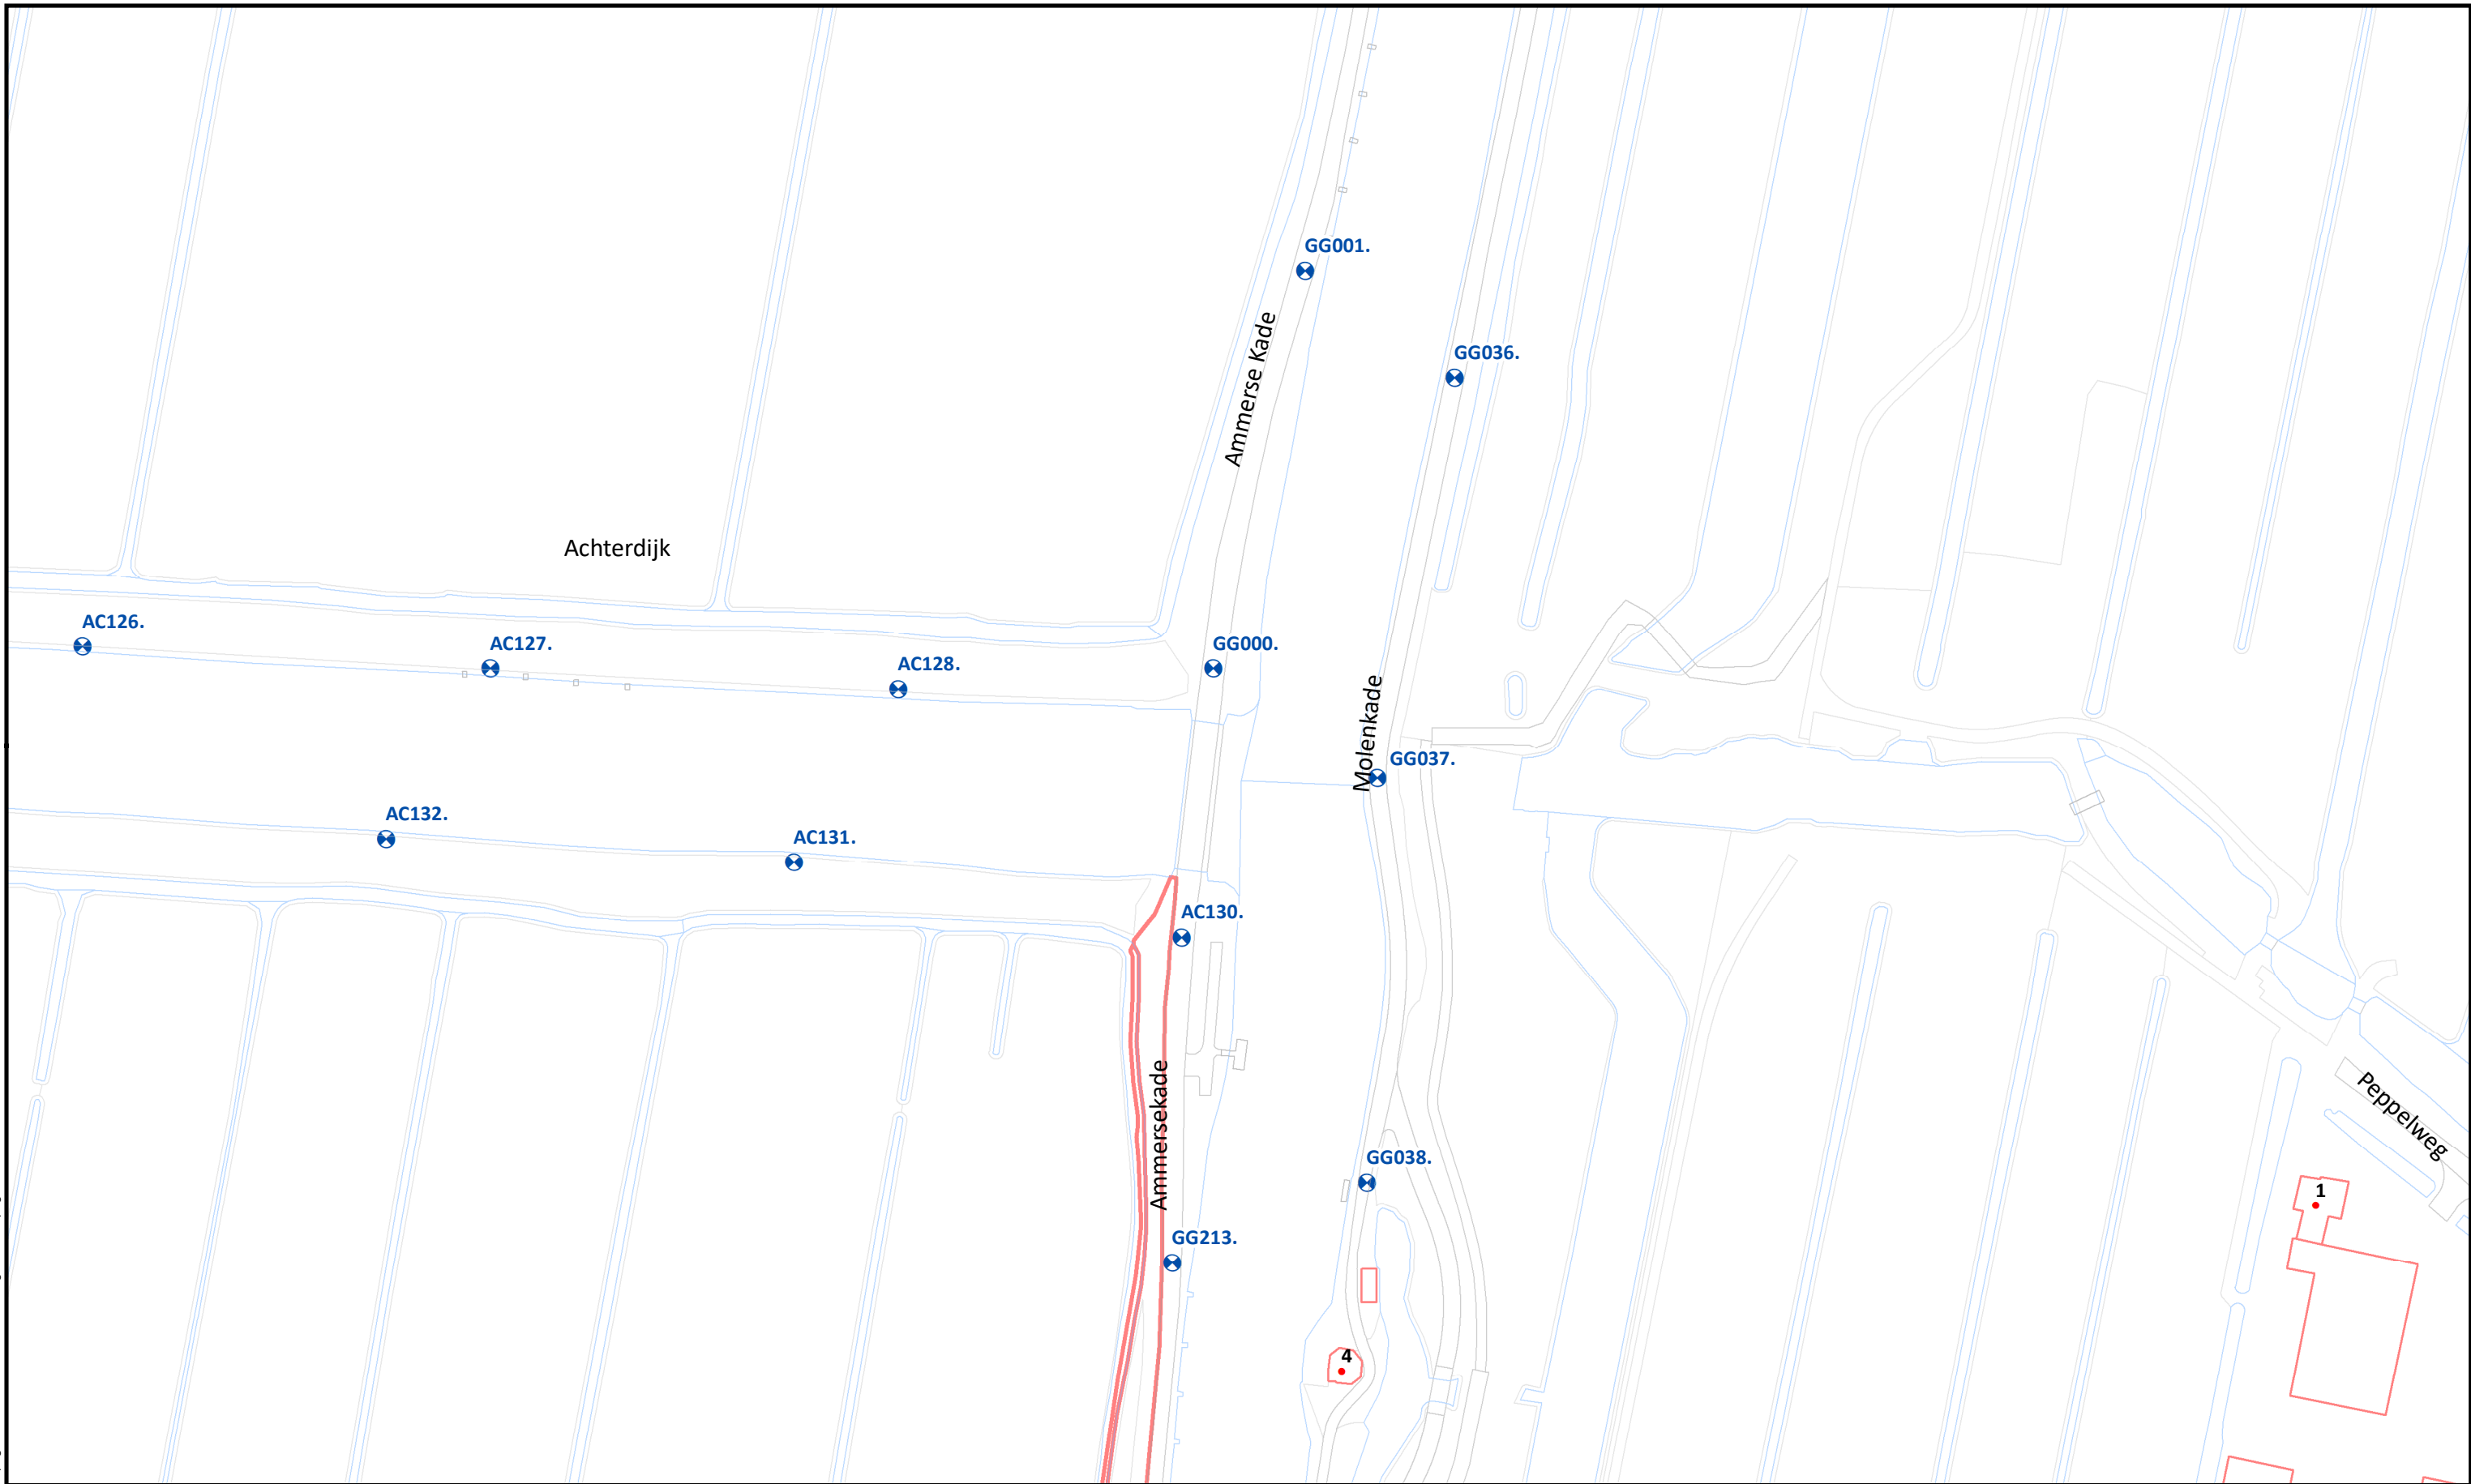 GG001.
Ammerse Kade
GG036.
Achterdijk
AC126.
AC127.
AC128.
GG000.
Molenkade
GG037.
AC132.
AC131.
AC130.
Ammersekade
Peppelweg
GG038.
1
GG213.
4